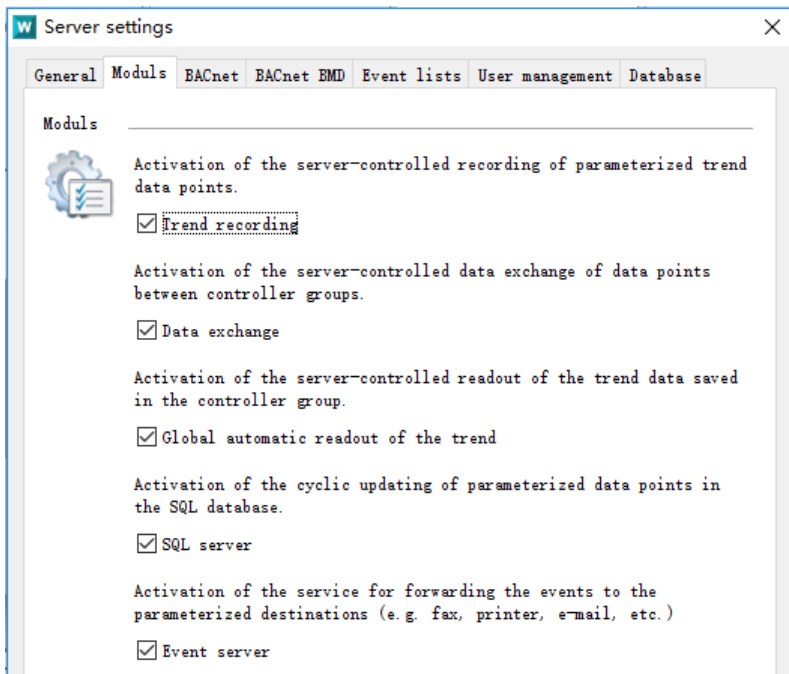 W Server settings
General Moduls BACnet BACnet BMD Event lists User management Database
Moduls
Activation of the server-controlled recording of parameterized trend
data points.
Trend recording
Activation of the server-controlled data exchange of data points
between controller groups.
Data exchange
Activation of the server-controlled readout of the trend data saved
in the controller group.
Global automatic readout of the trend
Activation of the cyclic updating of parameterized data points in
the SQL database.
SQL server
Activation of the service for forwarding the events to the
parameterized destinations (e.g. fax, printer, e-mail, etc.)
Event server